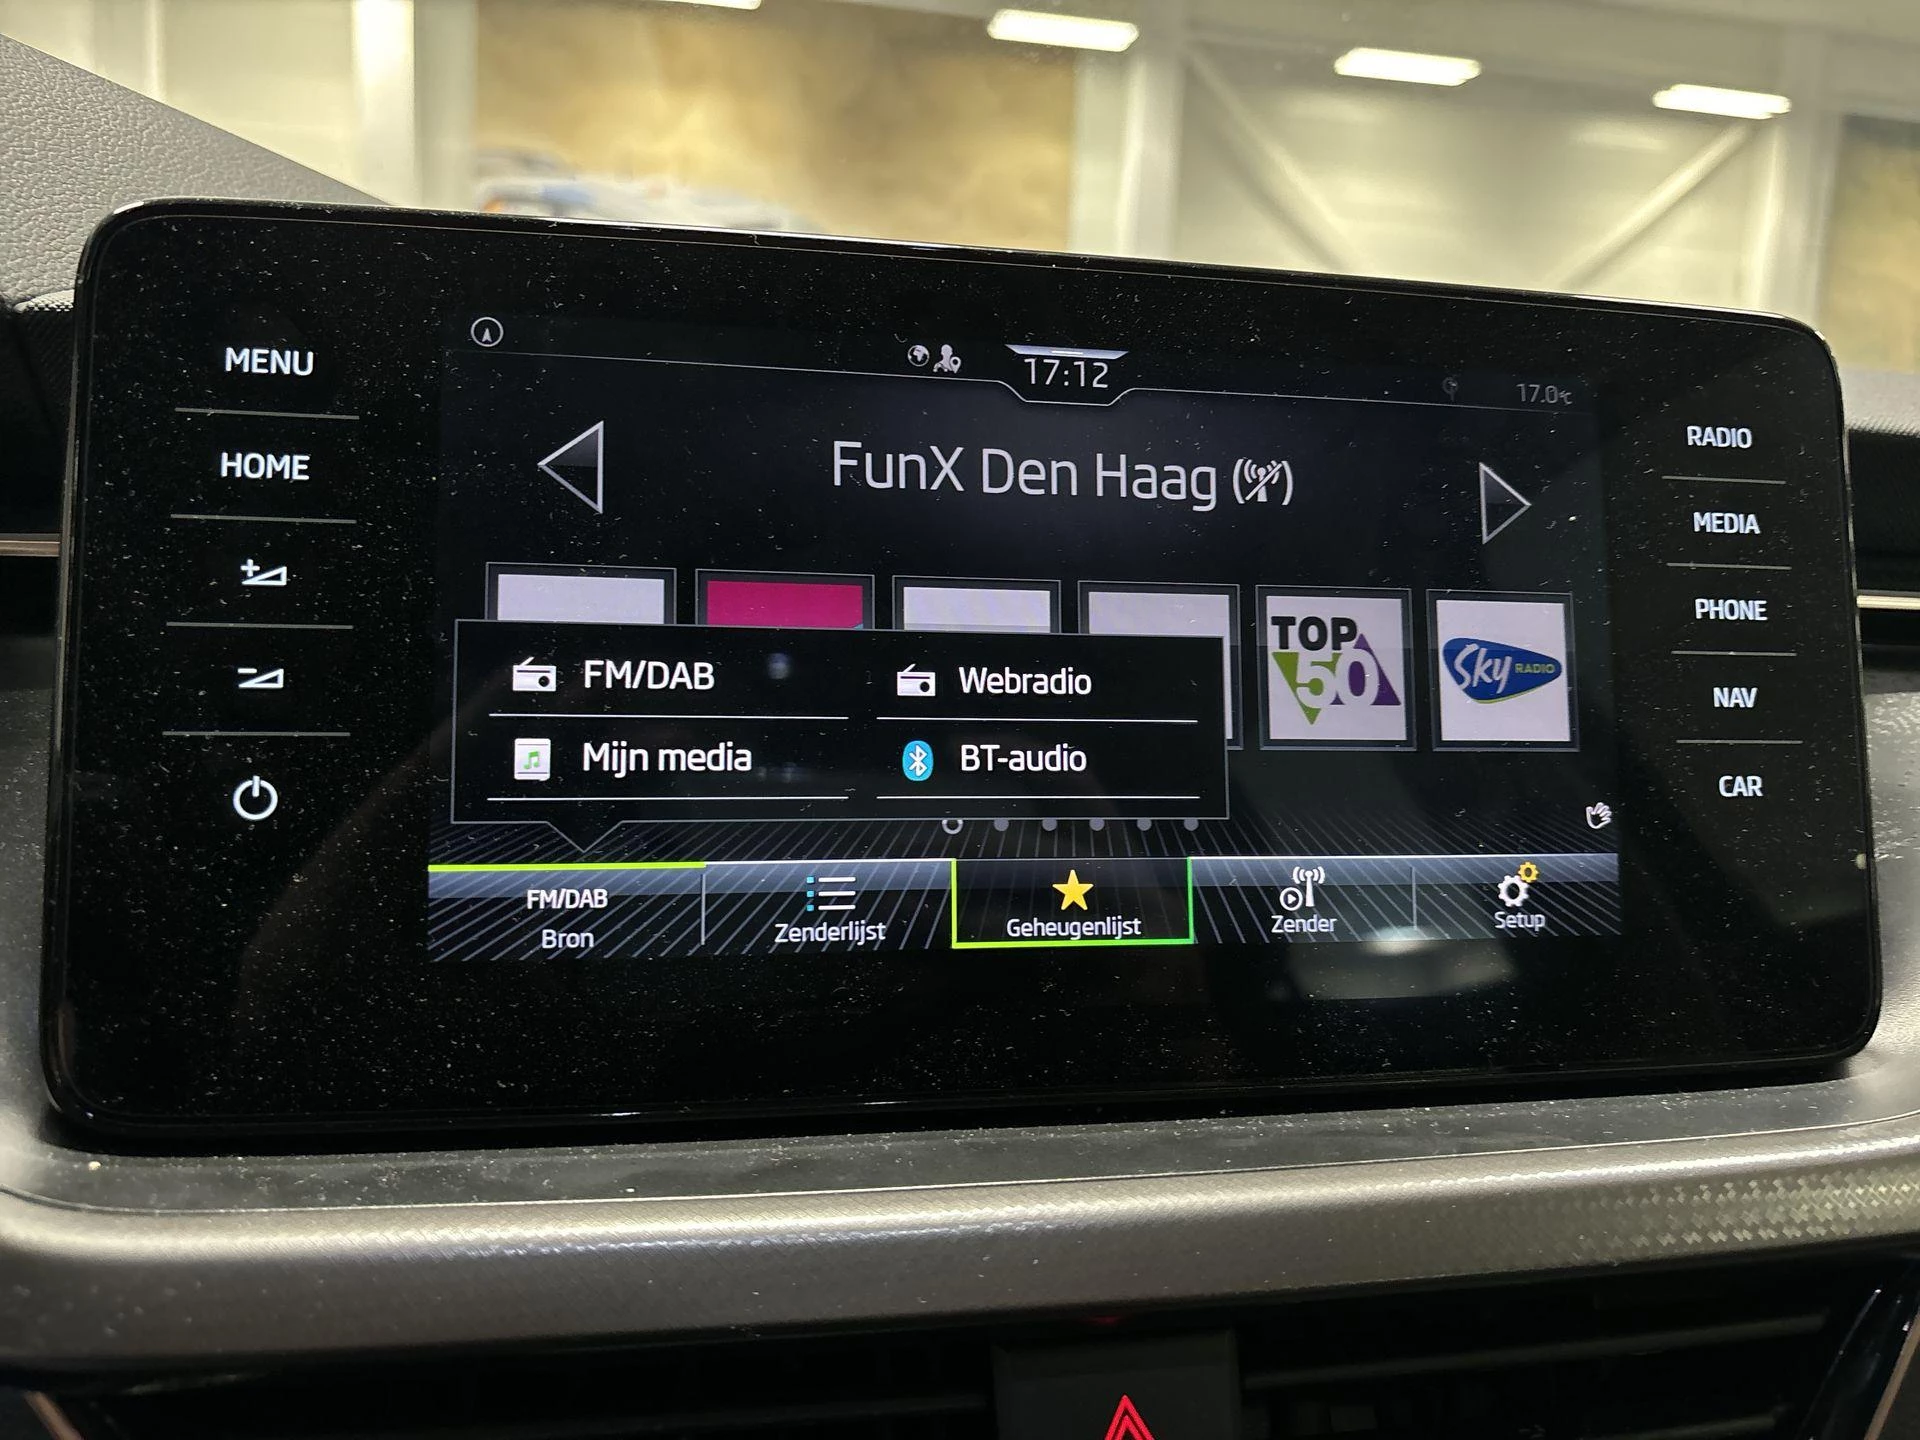 MENU
HOME
17:12
17.0°C
FunX Den Haag
FM/DAB
Webradio
Mijn media
BT-audio
TOP
50
Sky RADIO
FM/DAB
Bron
Zenderlijst
Geheugenlijst
Zender
Setup
RADIO
MEDIA
PHONE
NAV
CAR